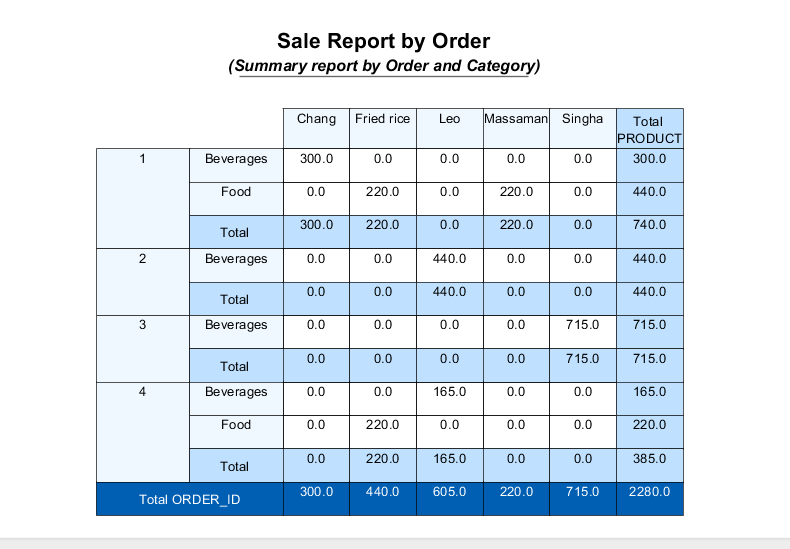 Sale Report by Order
(Summary report by Order and Category)
Chang Fried rice Leo Massaman Singha Total PRODUCT
1 Beverages 300.0 0.0 0.0 0.0 0.0 300.0
Food 0.0 220.0 0.0 220.0 0.0 440.0
Total 300.0 220.0 0.0 220.0 0.0 740.0
2 Beverages 0.0 0.0 440.0 0.0 0.0 440.0
Total 0.0 0.0 440.0 0.0 0.0 440.0
3 Beverages 0.0 0.0 0.0 0.0 715.0 715.0
Total 0.0 0.0 0.0 0.0 715.0 715.0
4 Beverages 0.0 0.0 165.0 0.0 0.0 165.0
Food 0.0 220.0 0.0 0.0 0.0 220.0
Total 0.0 220.0 165.0 0.0 0.0 385.0
Total ORDER_ID 300.0 440.0 605.0 220.0 715.0 2280.0